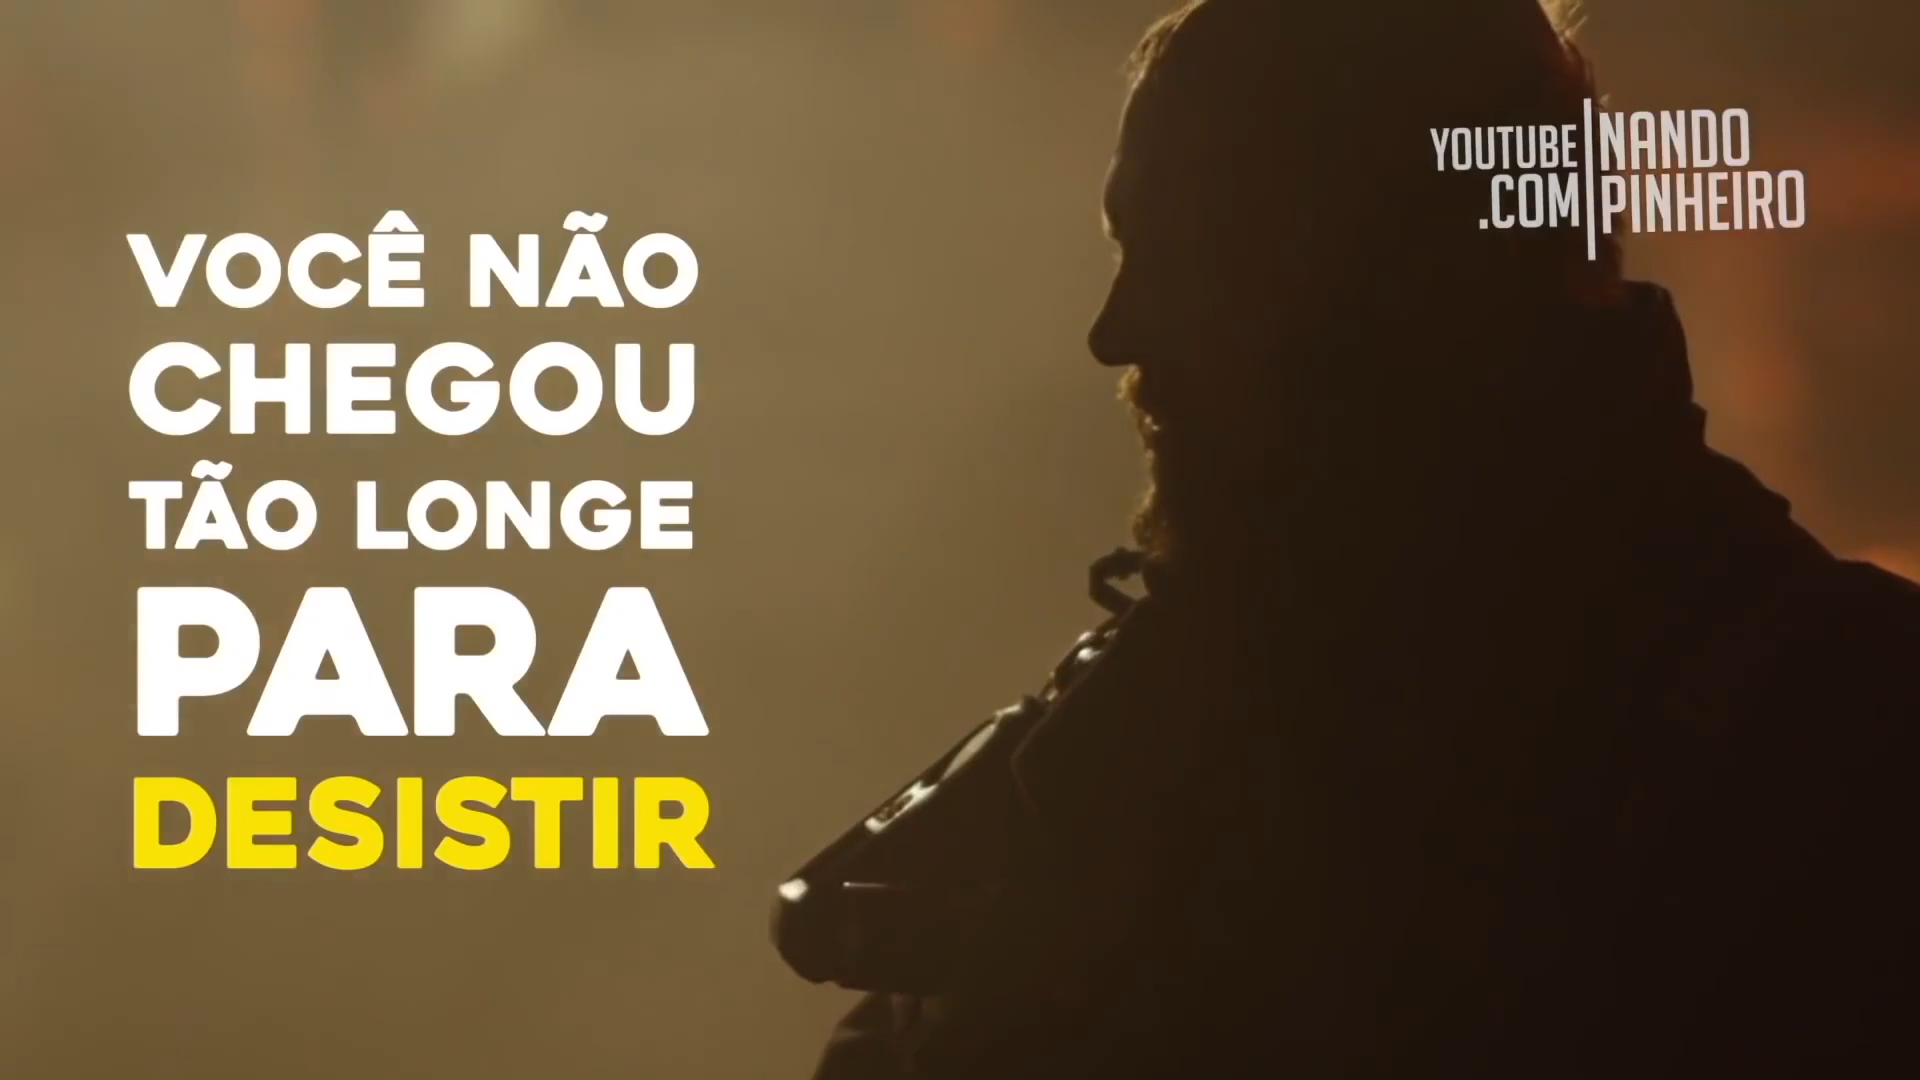 VOCÊ NÃO
CHEGOU
TÃO LONGE
PARA
DESISTIR
YOUTUBE
.COM
NANDO
PINHEIRO